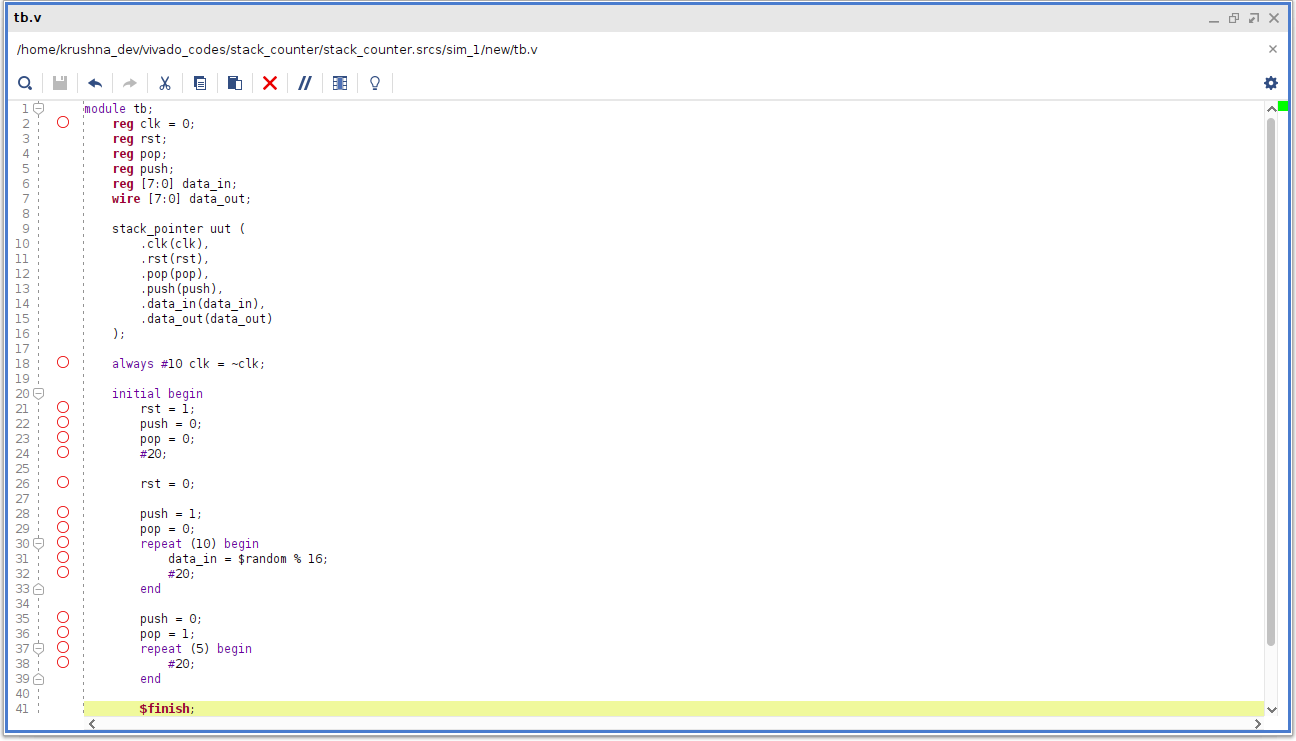 tb.v
/home/krushna_dev/vivado_codes/stack_counter/stack_counter.srcs/sim_1/new/tb.v
1 module tb;
2 reg clk = 0;
3 reg rst;
4 reg pop;
5 reg push;
6 reg [7:0] data_in;
7 wire [7:0] data_out;
8
9 stack_pointer uut (
10 .clk(clk),
11 .rst(rst),
12 .pop(pop),
13 .push(push),
14 .data_in(data_in),
15 .data_out(data_out)
16 );
17
18 always #10 clk = ~clk;
19
20 initial begin
21 rst = 1;
22 push = 0;
23 pop = 0;
24 #20;
25
26 rst = 0;
27
28 push = 1;
29 pop = 0;
30 repeat (10) begin
31 data_in = $random % 16;
32 #20;
33 end
34
35 push = 0;
36 pop = 1;
37 repeat (5) begin
38 #20;
39 end
40
41 $finish;